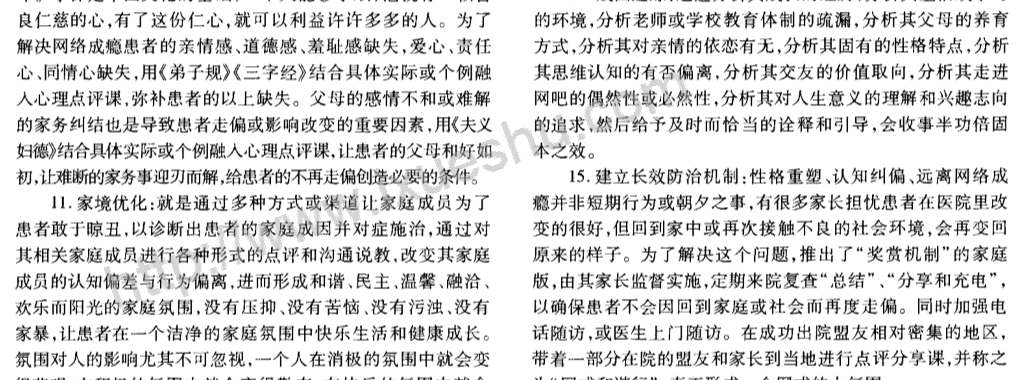 良仁慈的心,有了这份仁心,就可以利益许许多多的人。为了
解决网络成瘾患者的亲情感、道德感、羞耻感缺失,爱心、责任
心、同情心缺失,用《弟子规》《三字经》结合具体实际或个例融
入心理点评课,弥补患者的以上缺失。父母的感情不和或难解
的家务纠结也是导致患者走偏或影响改变的重要因素,用《夫义
妇德》结合具体实际或个例融入心理点评课,让患者的父母和好如
初,让难断的家务事迎刃而解,给患者的不再走偏创造必要的条件。
11. 家境优化:就是通过多种方式或渠道让家庭成员为了
患者敢于晾丑,以诊断出患者的家庭成因并对症施治,通过对
其相关家庭成员进行各种形式的点评和沟通说教,改变其家庭
成员的认知偏差与行为偏离,进而形成和谐、民主、温馨、融洽、
欢乐而阳光的家庭氛围,没有压抑、没有苦恼、没有污浊、没有
家暴,让患者在一个洁净的家庭氛围中快乐生活和健康成长。
氛围对人的影响尤其不可忽视,一个人在消极的氛围中就会变
的环境,分析老师或学校教育体制的疏漏,分析其父母的养育
方式,分析其对亲情的依恋有无,分析其固有的性格特点,分析
其思维认知的有否偏离,分析其交友的价值取向,分析其走进
网吧的偶然性或必然性,分析其对人生意义的理解和兴趣志向
的追求,然后给予及时而恰当的诠释和引导,会收事半功倍固
本之效。
15. 建立长效防治机制:性格重塑、认知纠偏、远离网络成
瘾并非短期行为或朝夕之事,有很多家长担忧患者在医院里改
变的很好,但回到家中或再次接触不良的社会环境,会再变回
原来的样子。为了解决这个问题,推出了“奖赏机制”的家庭
版,由其家长监督实施,定期来院复查“总结”、“分享和充电”,
以确保患者不会因回到家庭或社会而再度走偏。同时加强电
话随访,或医生上门随访。在成功出院盟友相对密集的地区,
带着一部分在院的盟友和家长到当地进行点评分享课,并称之
http://www.ixueshu.com